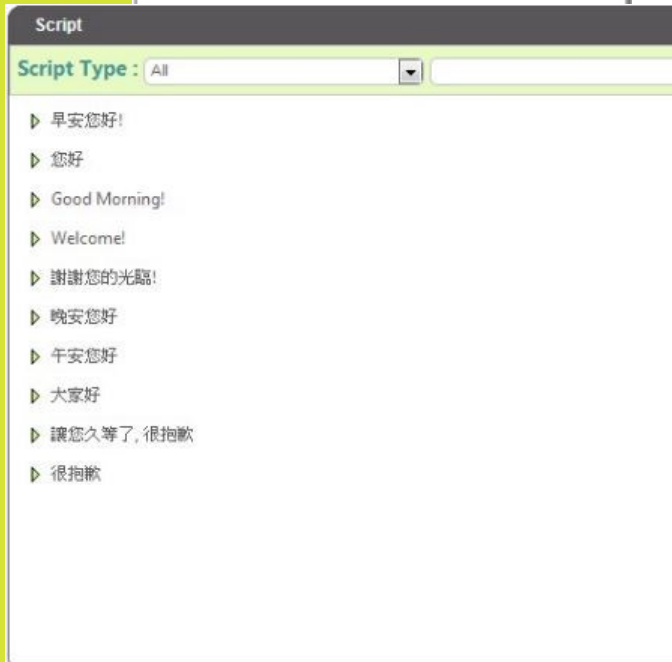 Script
Script Type : All
早安您好!
您好
Good Morning!
Welcome!
謝謝您的光臨!
晚安您好
午安您好
大家好
讓您久等了, 很抱歉
很抱歉